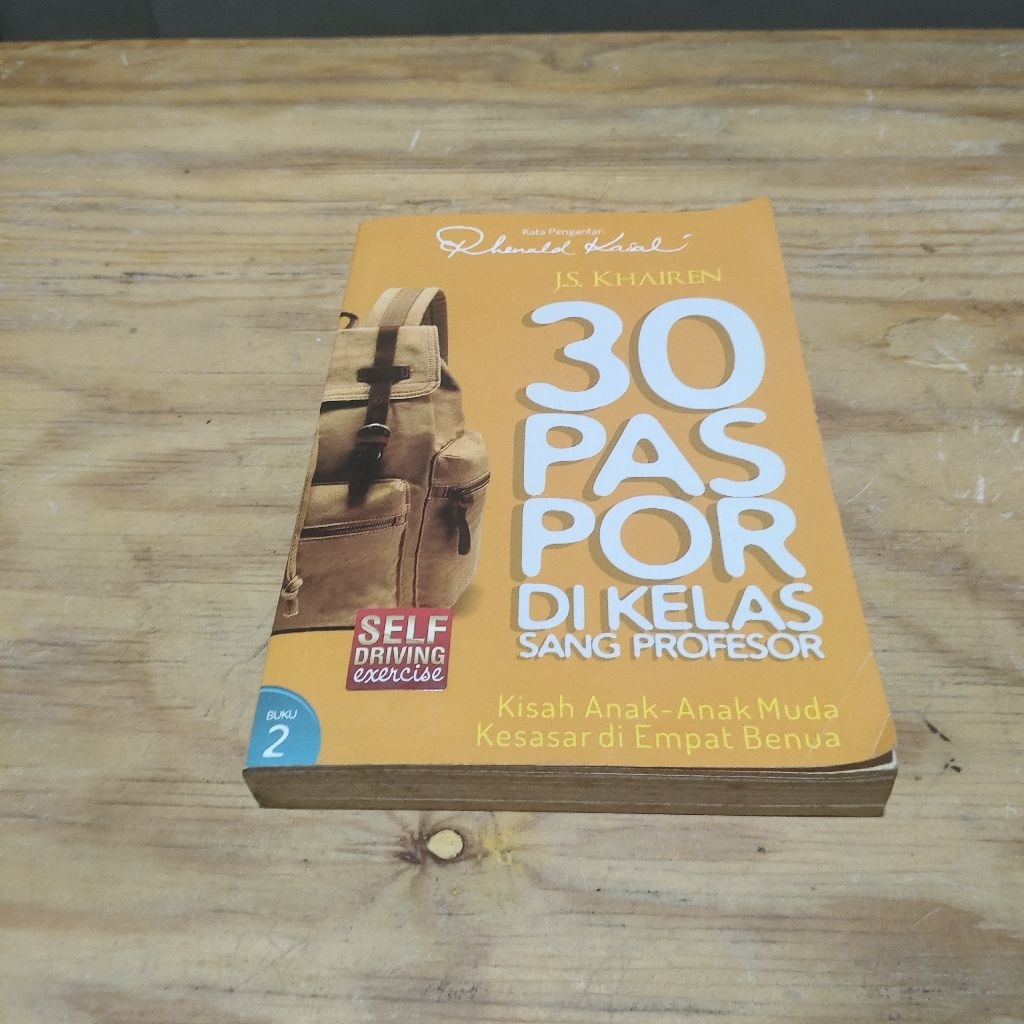 Kata Pengantar:
Rhenald Kasali
J.S. KHAIREN
30
PAS
POR
DI KELAS
SANG PROFESOR
SELF
DRIVING
exercise
Kisah Anak-Anak Muda
Kesasar di Empat Benua
BUKU
2